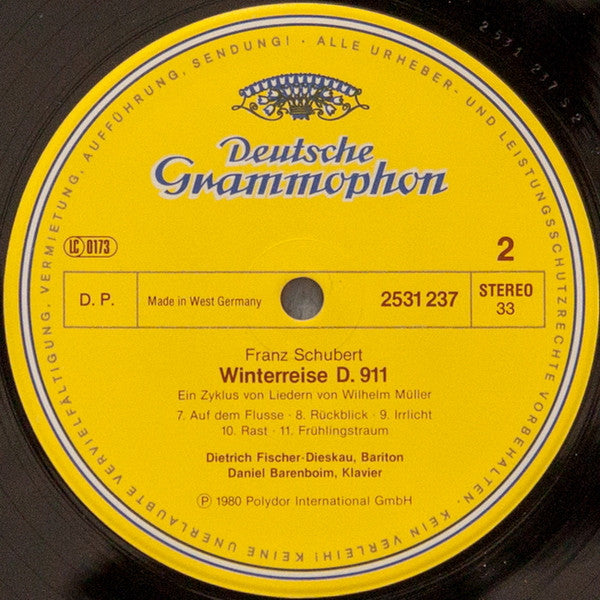 2531 237 S 2
ALLE URHEBER- UND LEISTUNGSSCHUTZRECHTE VORBEHALTEN · KEIN VERLEIH! KEINE UNERLAUBTE VERVIELFÄLTIGUNG, VERMIETUNG, AUFFÜHRUNG, SENDUNG! ·
Deutsche
Grammophon
LC 0173
2
D. P.
Made in West Germany
2531 237
STEREO
33
Franz Schubert
Winterreise D. 911
Ein Zyklus von Liedern von Wilhelm Müller
7. Auf dem Flusse · 8. Rückblick · 9. Irrlicht
10. Rast · 11. Frühlingstraum
Dietrich Fischer-Dieskau, Bariton
Daniel Barenboim, Klavier
Ⓟ 1980 Polydor International GmbH